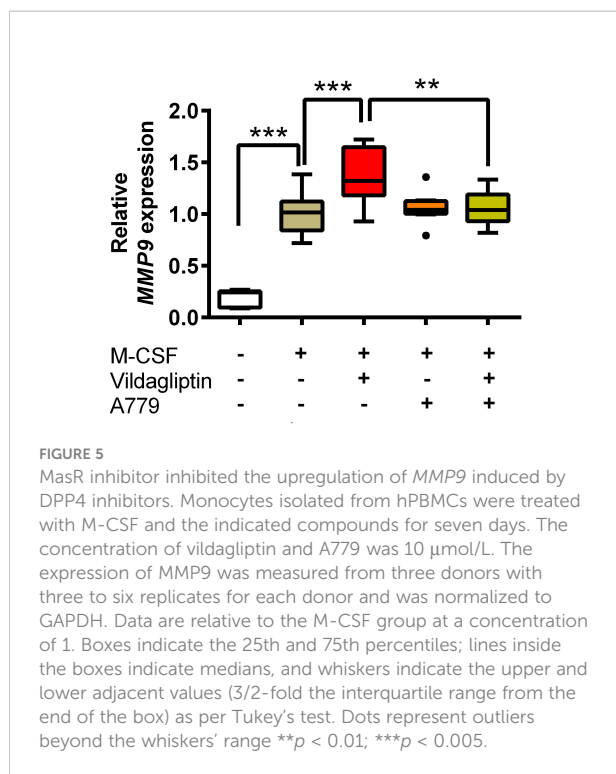 ***
**
***
2.0
1.5
1.0
0.5
0.0
Relative
MMP9 expression
M-CSF - + + + +
Vildagliptin - - + - +
A779 - - - + +
FIGURE 5
MasR inhibitor inhibited the upregulation of MMP9 induced by
DPP4 inhibitors. Monocytes isolated from hPBMCs were treated
with M-CSF and the indicated compounds for seven days. The
concentration of vildagliptin and A779 was 10 μmol/L. The
expression of MMP9 was measured from three donors with
three to six replicates for each donor and was normalized to
GAPDH. Data are relative to the M-CSF group at a concentration
of 1. Boxes indicate the 25th and 75th percentiles; lines inside
the boxes indicate medians, and whiskers indicate the upper and
lower adjacent values (3/2-fold the interquartile range from the
end of the box) as per Tukey's test. Dots represent outliers
beyond the whiskers' range **p < 0.01; ***p < 0.005.